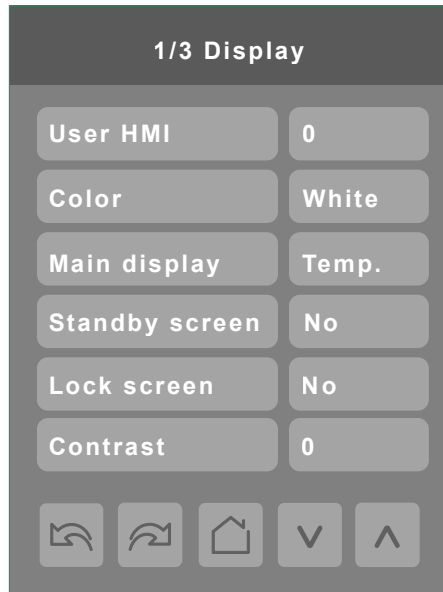 1/3 Display
User HMI 0
Color White
Main display Temp.
Standby screen No
Lock screen No
Contrast 0